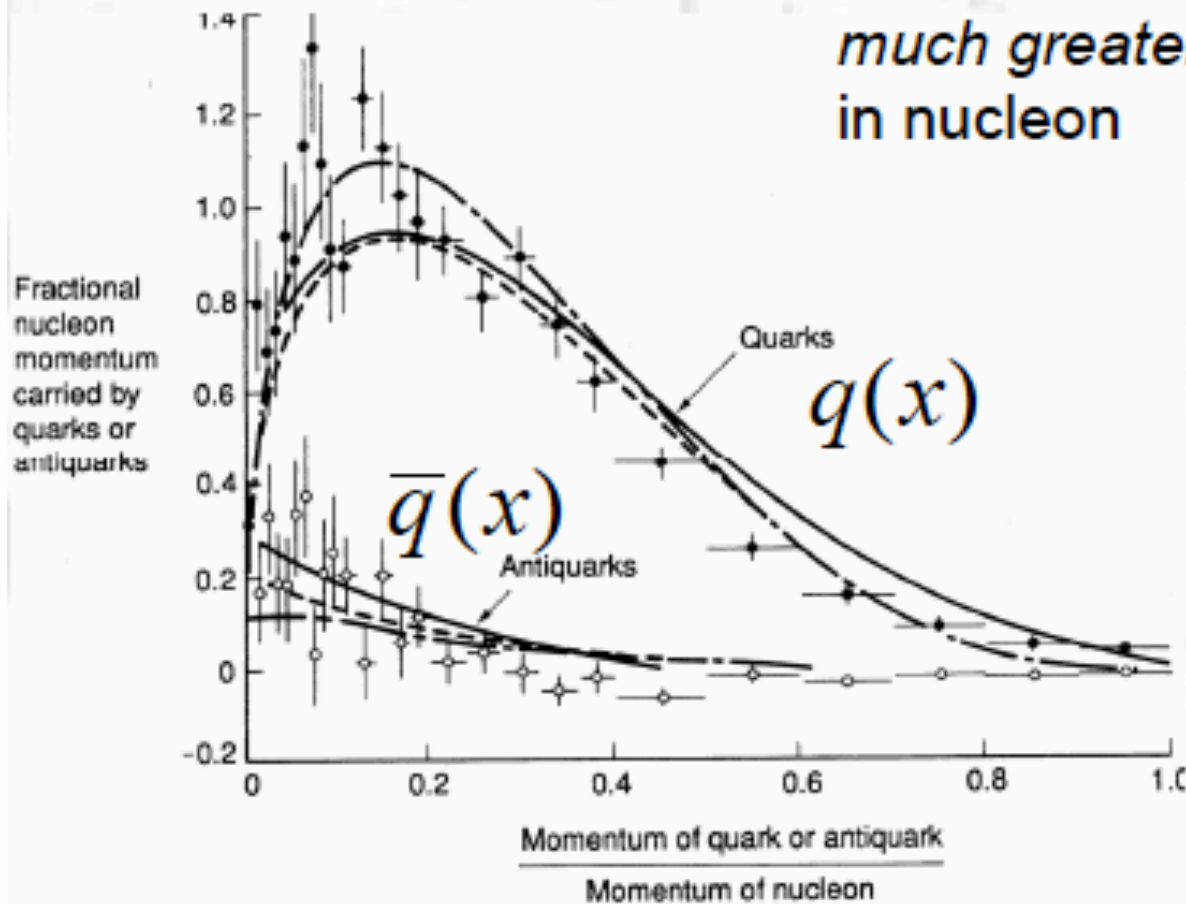 much greate
in nucleon
1.4
1.2
1.0
0.8
0.6
0.4
0.2
0
-0.2
Fractional
nucleon
momentum
carried by
quarks or
antiquarks
Quarks
q(x)
q̅(x)
Antiquarks
0 0.2 0.4 0.6 0.8 1.0
Momentum of quark or antiquark
Momentum of nucleon